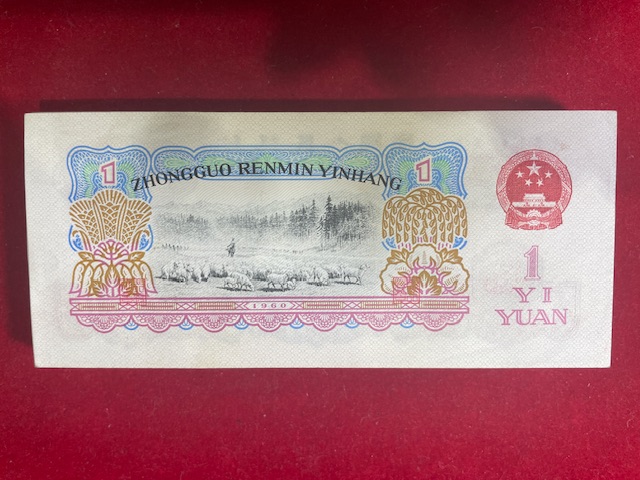 1 1
ZHONGGUO RENMIN YINHANG
1960
1
YI
YUAN